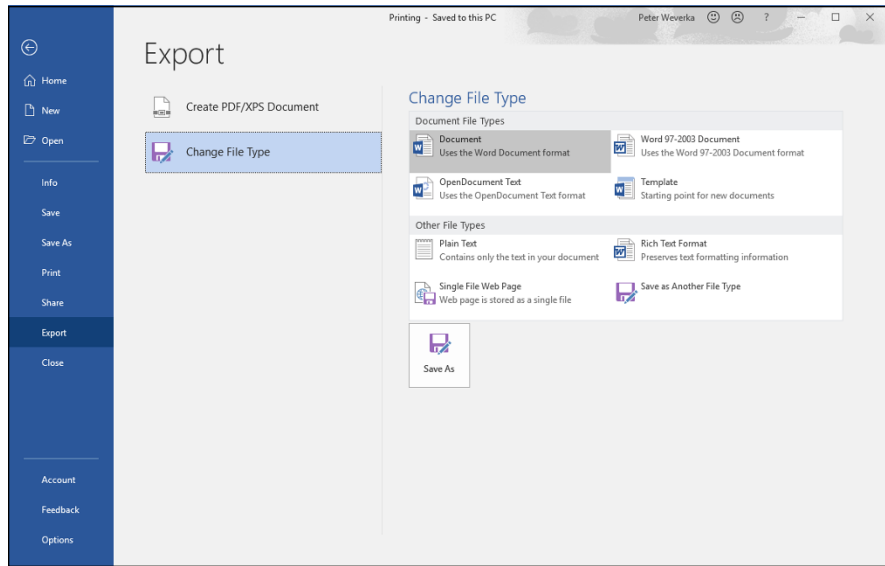 Printing - Saved to this PC
Peter Weverka
?
Export
Home
New
Open
Info
Save
Save As
Print
Share
Export
Close
Account
Feedback
Options
Create PDF/XPS Document
Change File Type
Change File Type
Document File Types
Document
Uses the Word Document format
Word 97-2003 Document
Uses the Word 97-2003 Document format
OpenDocument Text
Uses the OpenDocument Text format
Template
Starting point for new documents
Other File Types
Plain Text
Contains only the text in your document
Rich Text Format
Preserves text formatting information
Single File Web Page
Web page is stored as a single file
Save as Another File Type
Save As